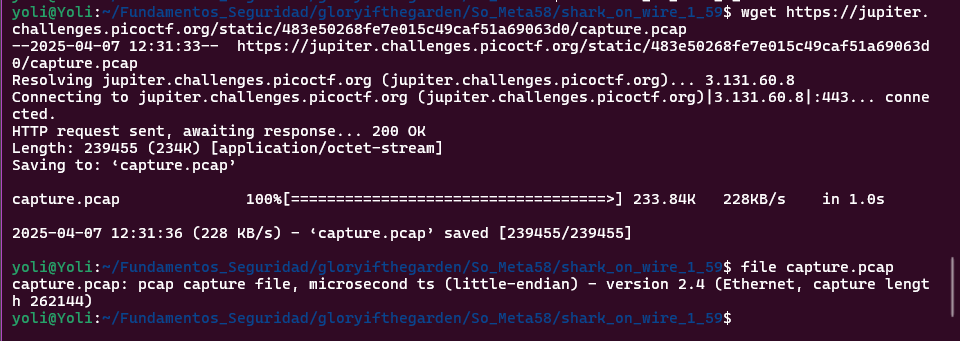 yoli@Yoli:~/Fundamentos_Seguridad/gloryifthegarden/So_Meta58/shark_on_wire_1_59$ wget https://jupiter.
challenges.picoctf.org/static/483e50268fe7e015c49caf51a69063d0/capture.pcap
--2025-04-07 12:31:33--  https://jupiter.challenges.picoctf.org/static/483e50268fe7e015c49caf51a69063d
0/capture.pcap
Resolving jupiter.challenges.picoctf.org (jupiter.challenges.picoctf.org)... 3.131.60.8
Connecting to jupiter.challenges.picoctf.org (jupiter.challenges.picoctf.org)|3.131.60.8|:443... conne
cted.
HTTP request sent, awaiting response... 200 OK
Length: 239455 (234K) [application/octet-stream]
Saving to: ‘capture.pcap’
capture.pcap              100%[===================================>] 233.84K   228KB/s    in 1.0s
2025-04-07 12:31:36 (228 KB/s) - ‘capture.pcap’ saved [239455/239455]
yoli@Yoli:~/Fundamentos_Seguridad/gloryifthegarden/So_Meta58/shark_on_wire_1_59$ file capture.pcap
capture.pcap: pcap capture file, microsecond ts (little-endian) - version 2.4 (Ethernet, capture lengt
h 262144)
yoli@Yoli:~/Fundamentos_Seguridad/gloryifthegarden/So_Meta58/shark_on_wire_1_59$